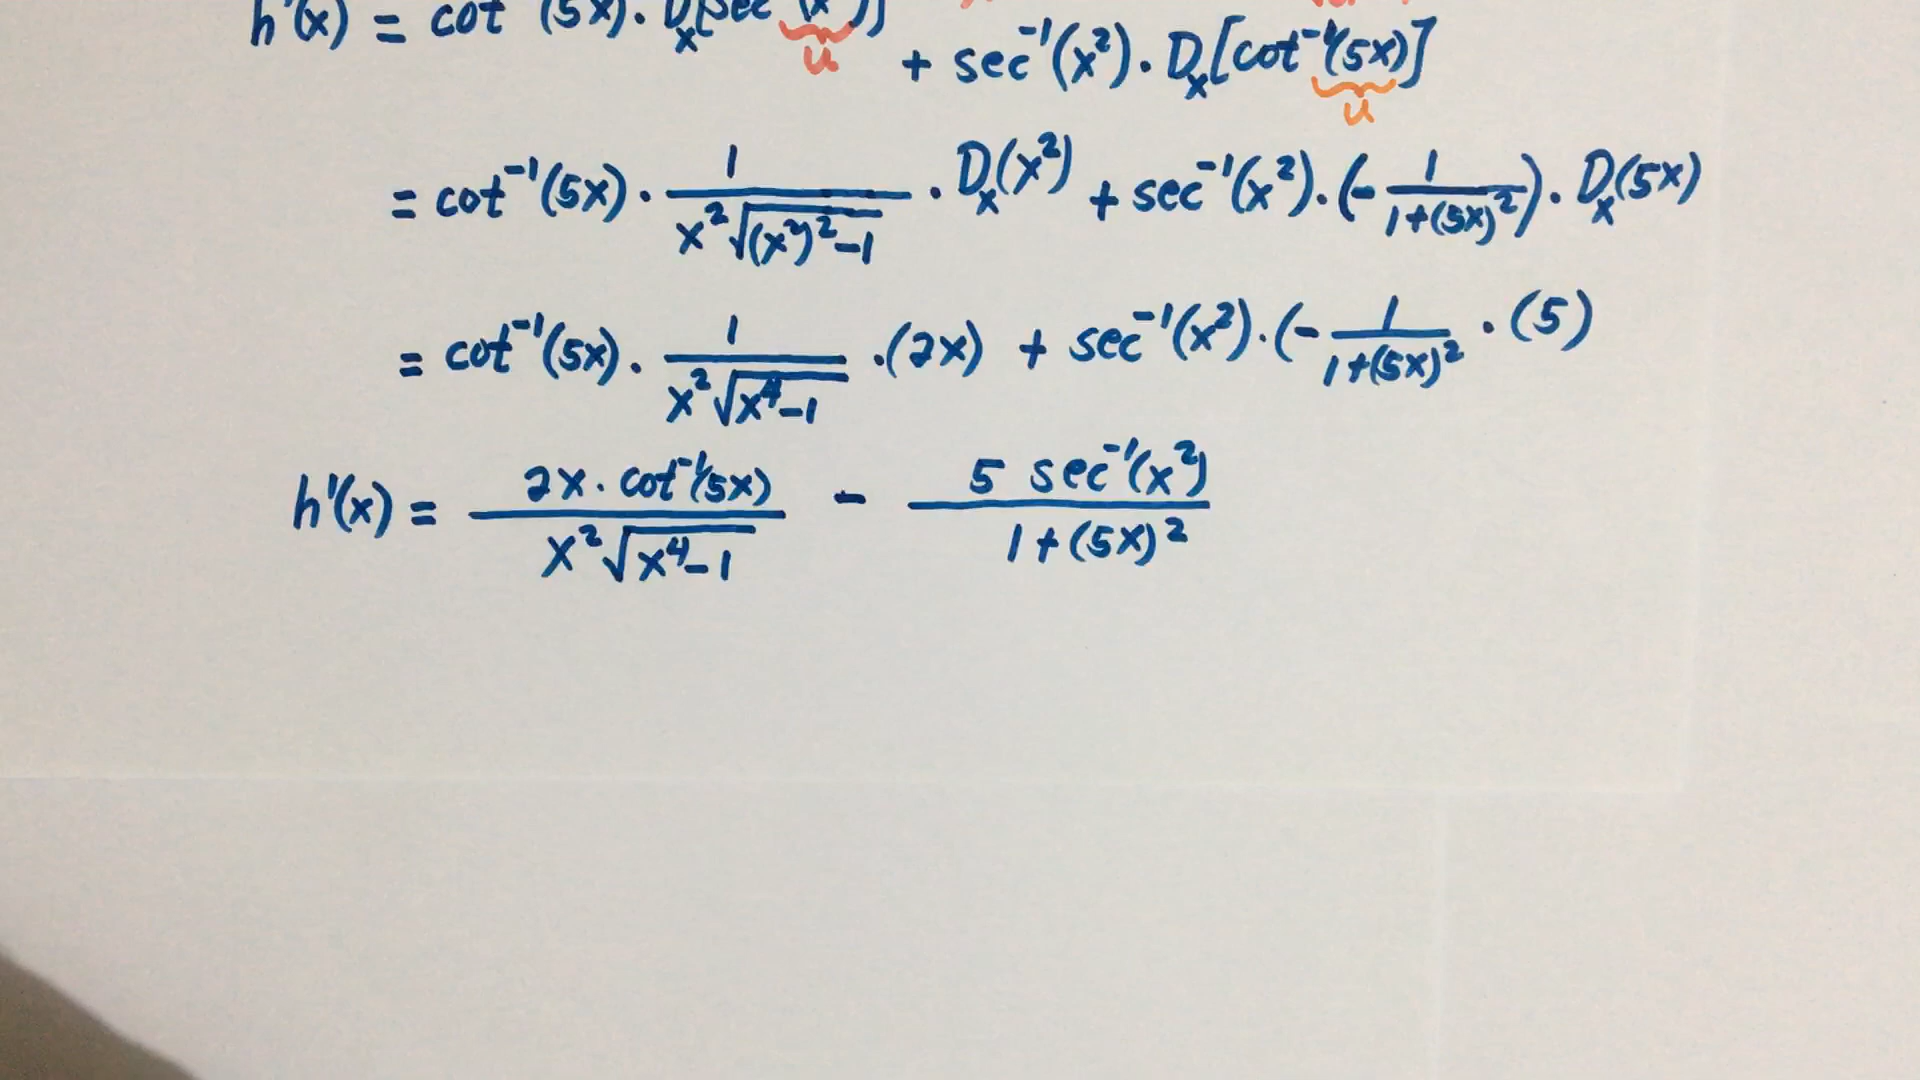 h'(x) = cot (5x) · Dx[sec (x )]
+ sec⁻¹(x²) · Dx[cot⁻¹(5x)]
u
u
= cot⁻¹(5x) · 1/(x²√((x²)²-1)) · Dx(x²) + sec⁻¹(x²) · (- 1/(1+(5x)²)) · Dx(5x)
= cot⁻¹(5x) · 1/(x²√(x⁴-1)) · (2x) + sec⁻¹(x²) · (- 1/(1+(5x)²) · (5)
h'(x) = 2x · cot⁻¹(5x)/(x²√(x⁴-1)) - 5 sec⁻¹(x²)/(1+(5x)²)